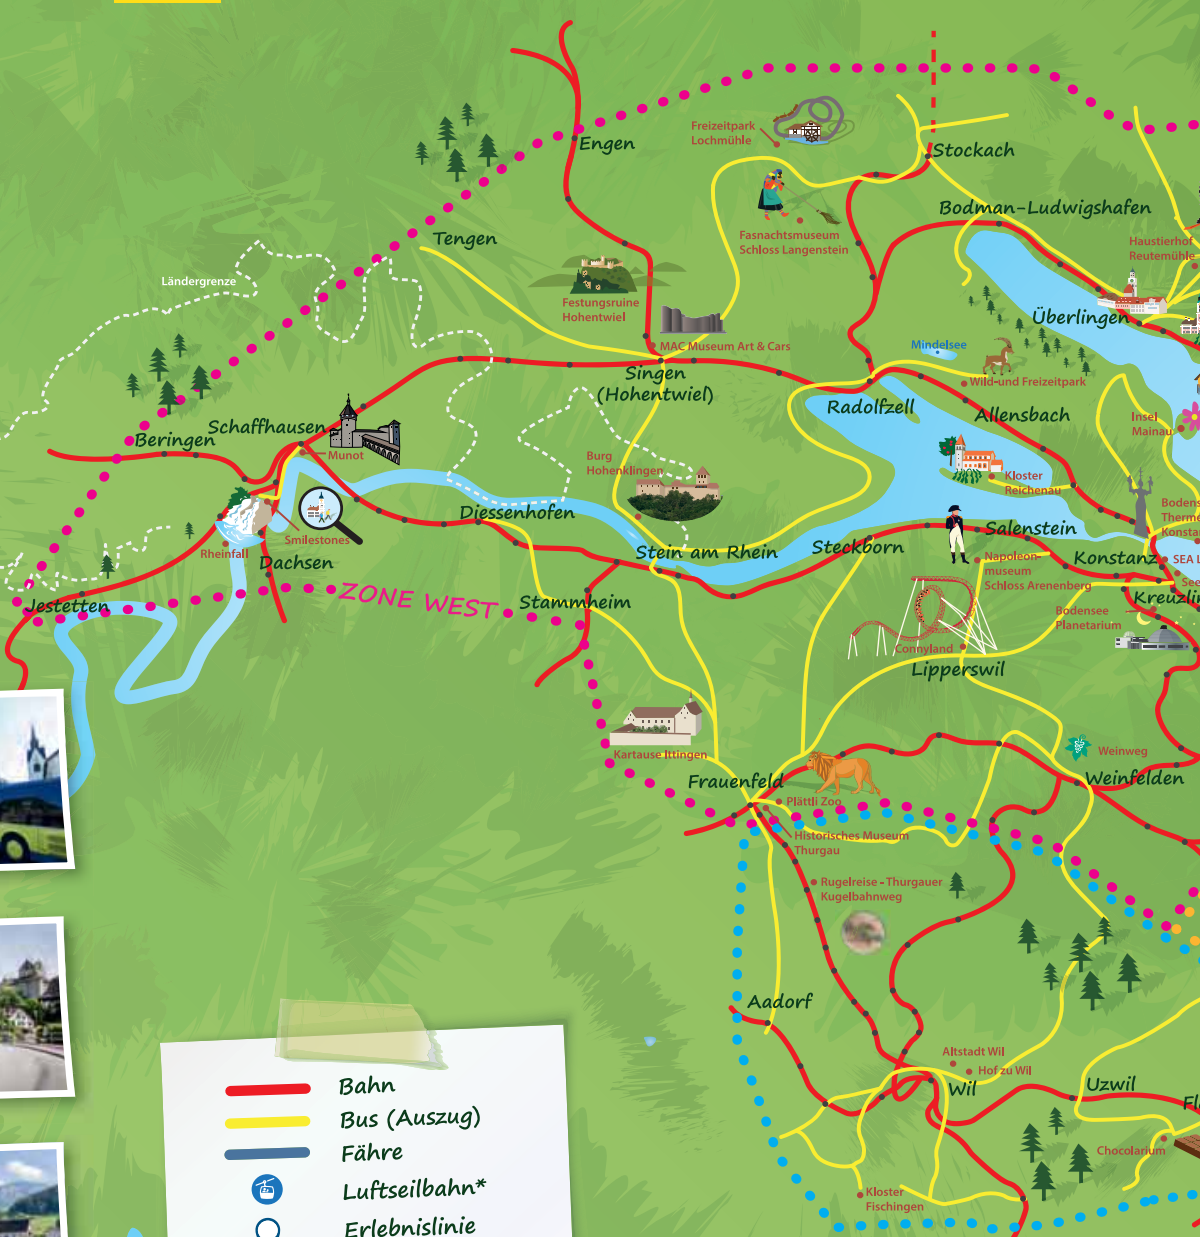 Engen
Freizeitpark
Lochmühle
Stockach
Bodman-Ludwigshafen
Tengen
Fasnachtsmuseum
Schloss Langenstein
Haustierhof
Reutemühle
Ländergrenze
Festungsruine
Hohentwiel
Überlingen
MAC Museum Art & Cars
Mindelsee
Singen
(Hohentwiel)
Wild-und Freizeitpark
Radolfzell
Allensbach
Insel
Mainau
Schaffhausen
Beringen
Munot
Burg
Hohenklingen
Kloster
Reichenau
Diessenhofen
Smilestones
Rheinfall
Dachsen
Stein am Rhein
Steckborn
Salenstein
Konstanz
SEA L
See
Napoleon-
museum
Schloss Arenenberg
Jestetten
ZONE WEST
Stammheim
Bodensee
Planetarium
Connyland
Lipperswil
Kartause Ittingen
Weinweg
Weinfelden
Frauenfeld
Plättli Zoo
Historisches Museum
Thurgau
Rugelreise - Thurgauer
Kugelbahnweg
Aadorf
Altstadt Wil
Hof zu Wil
Wil
Uzwil
Chocolarium
Kloster
Fischingen
Bahn
Bus (Auszug)
Fähre
Luftseilbahn*
Erlebnislinie